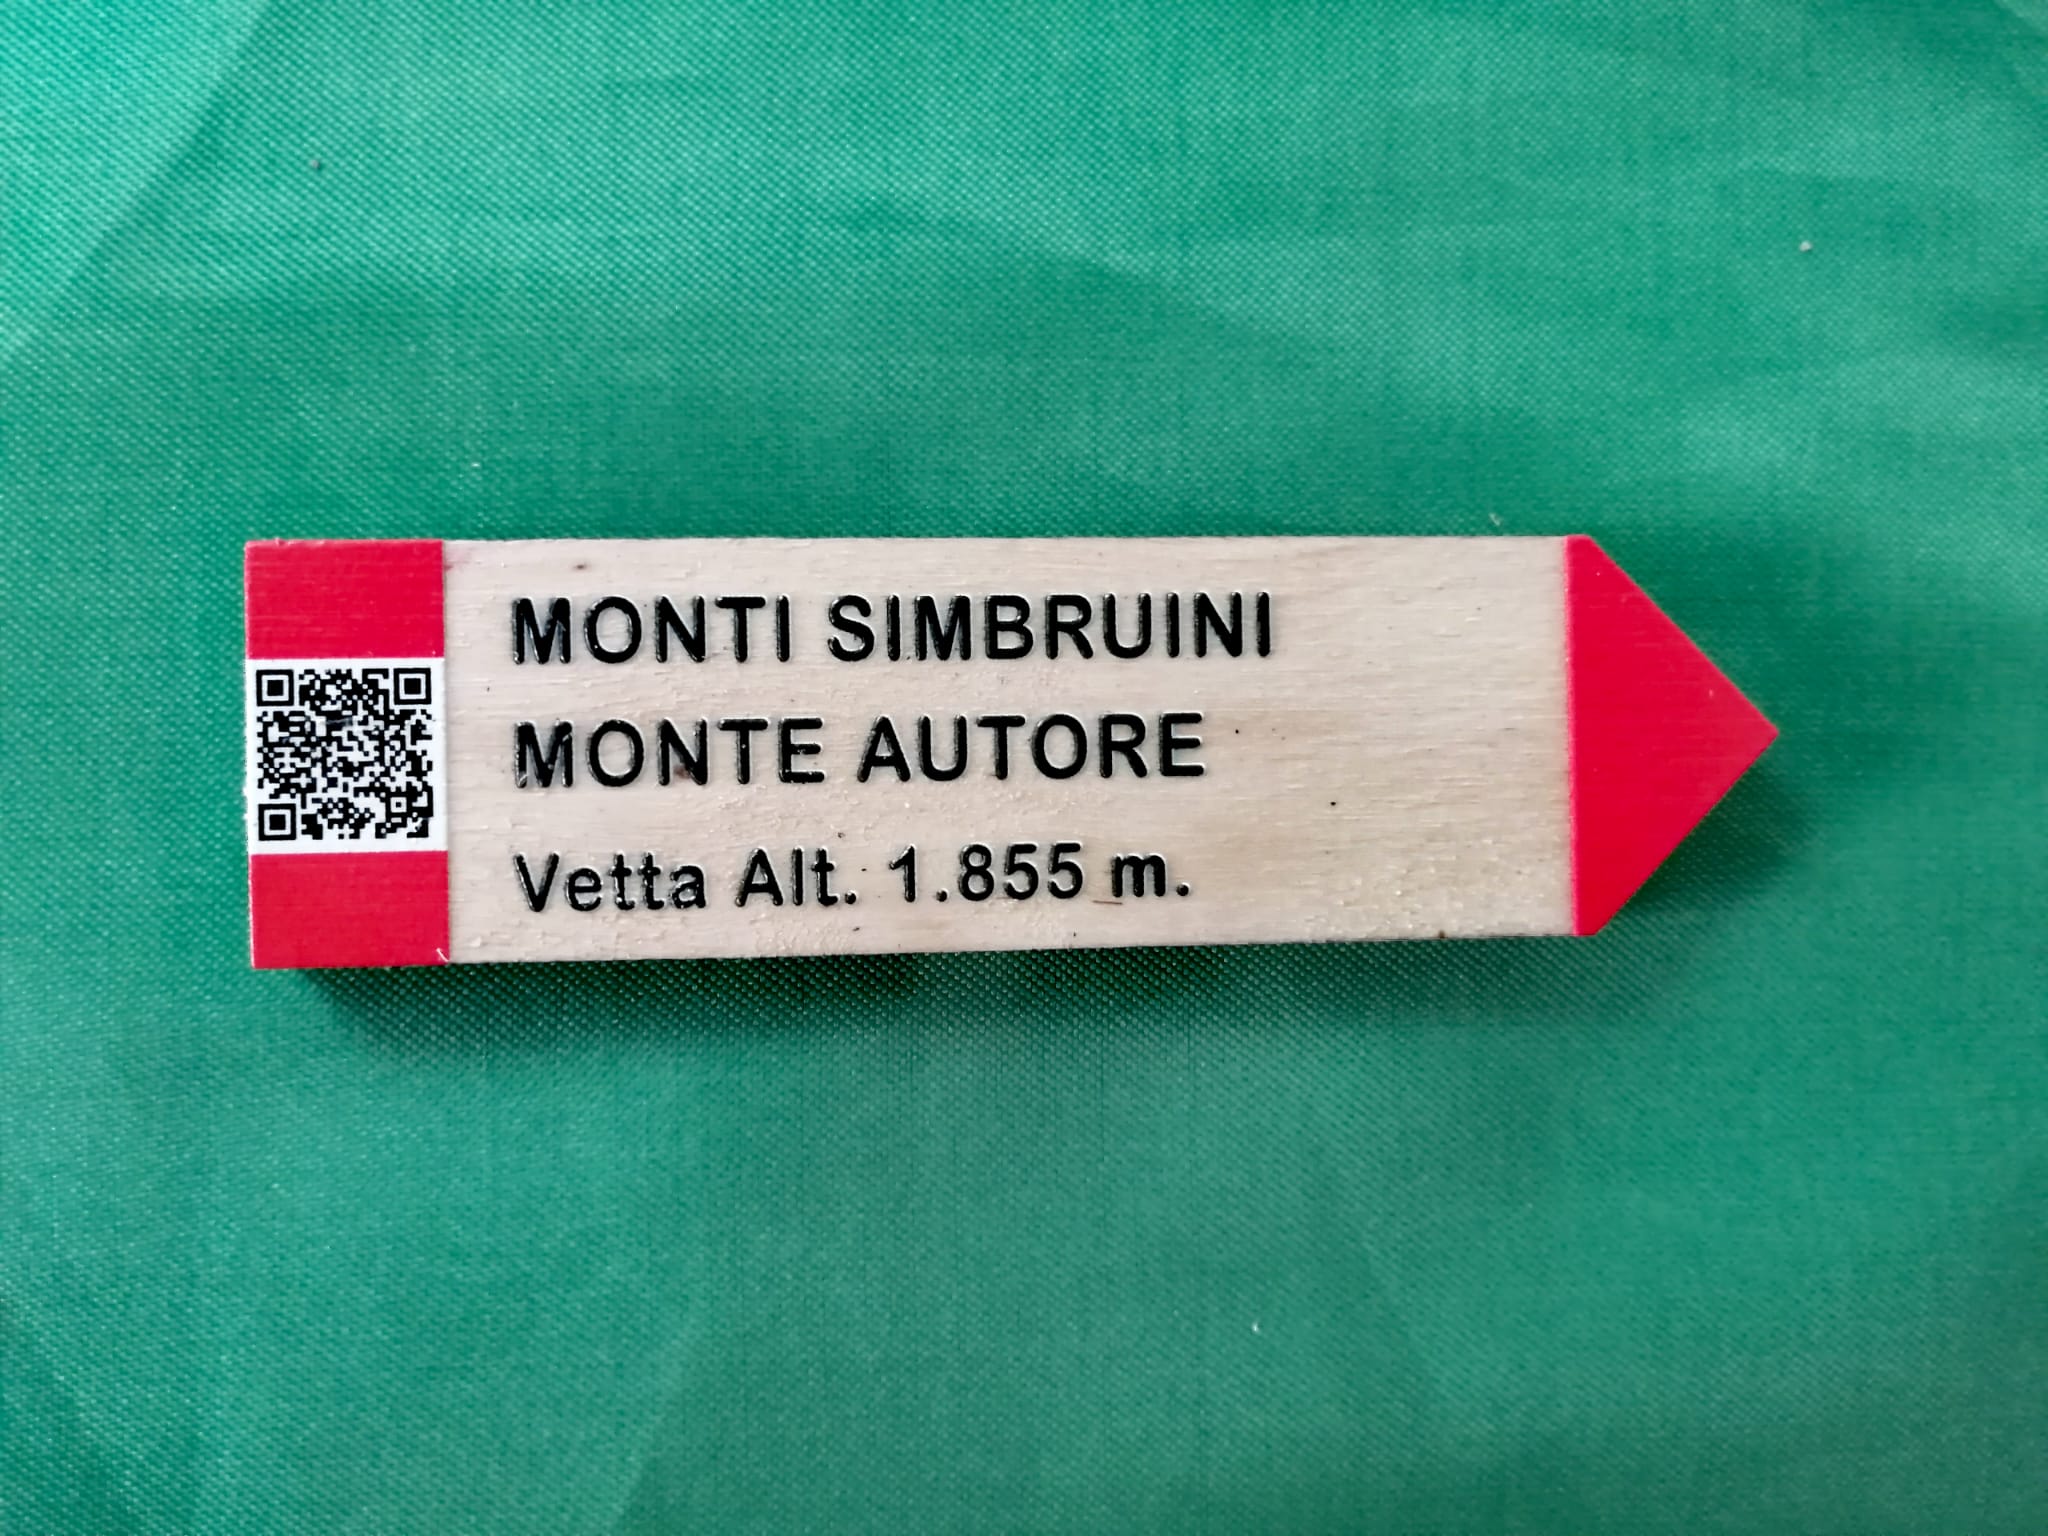 MONTI SIMBRUINI
MONTE AUTORE
Vetta Alt. 1.855 m.